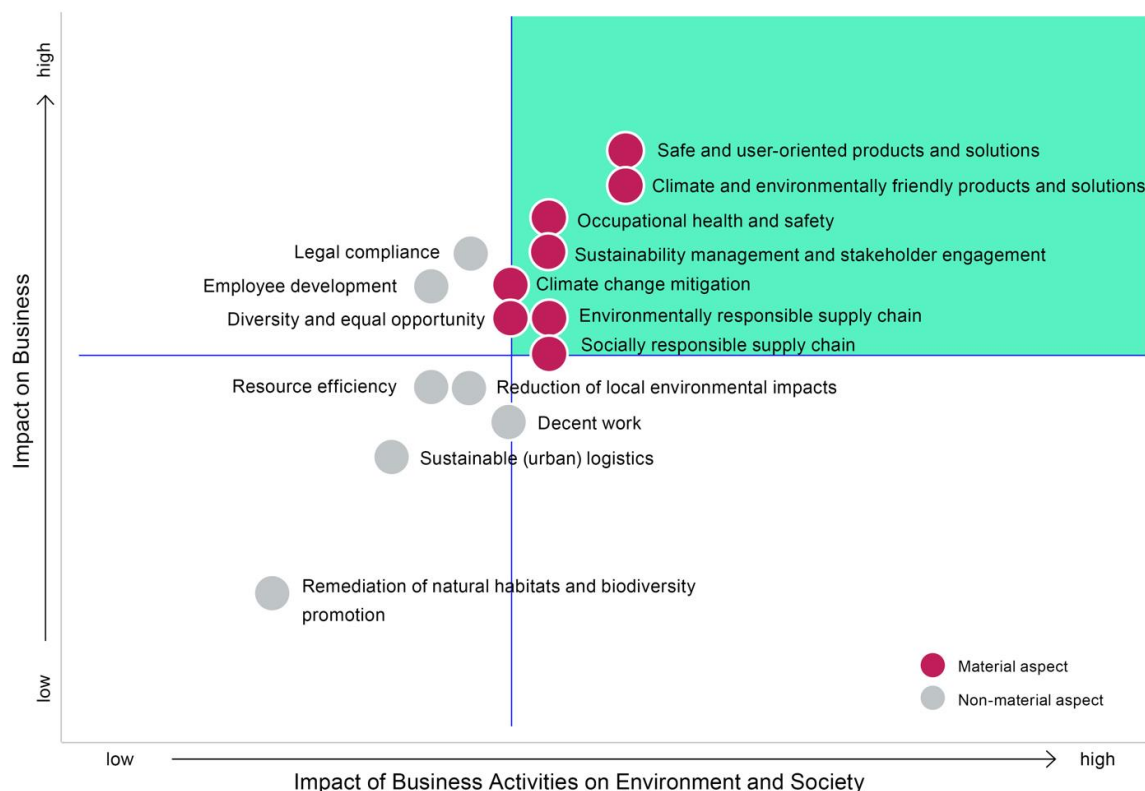 high
Impact on Business
low
Safe and user-oriented products and solutions
Climate and environmentally friendly products and solutions
Occupational health and safety
Legal compliance
Sustainability management and stakeholder engagement
Employee development
Climate change mitigation
Diversity and equal opportunity
Environmentally responsible supply chain
Socially responsible supply chain
Resource efficiency
Reduction of local environmental impacts
Decent work
Sustainable (urban) logistics
Remediation of natural habitats and biodiversity
promotion
Material aspect
Non-material aspect
low
high
Impact of Business Activities on Environment and Society